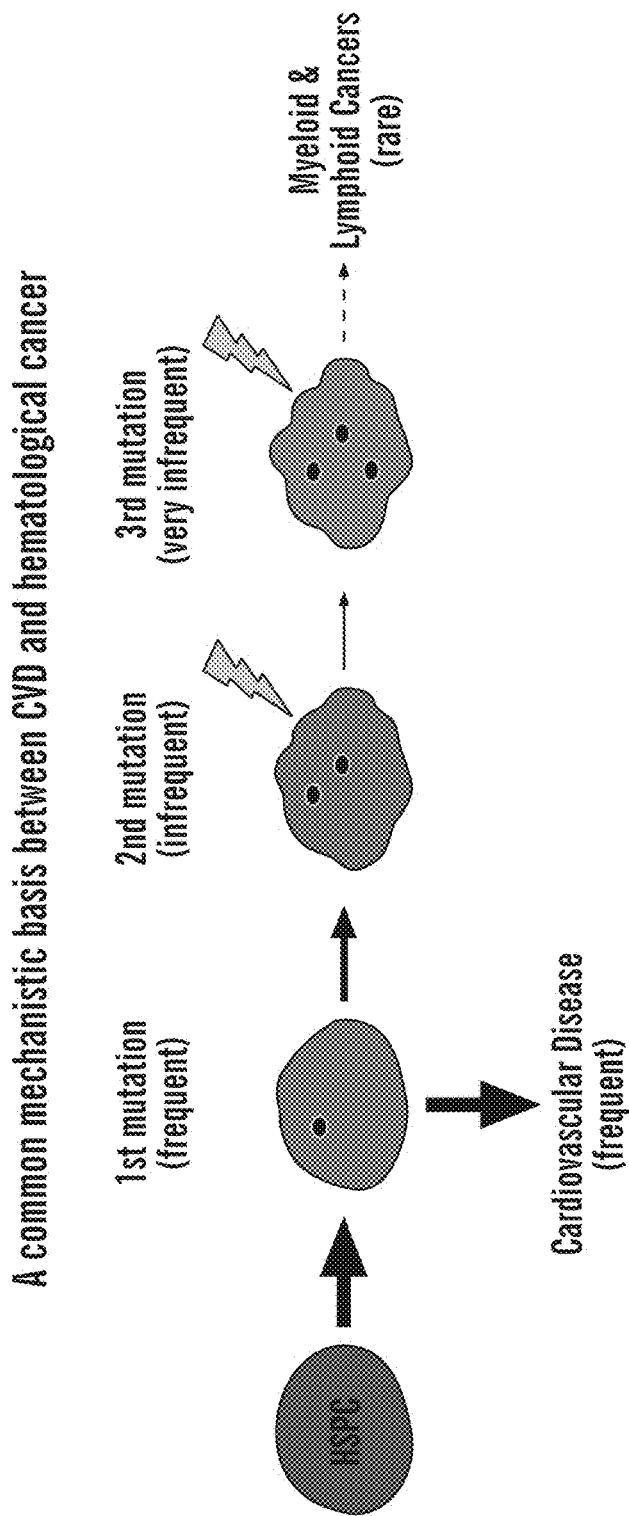 A common mechanistic basis between CVD and hematological cancer
HSPC
1st mutation
(frequent)
2nd mutation
(infrequent)
3rd mutation
(very infrequent)
Myeloid &
Lymphoid Cancers
(rare)
Cardiovascular Disease
(frequent)